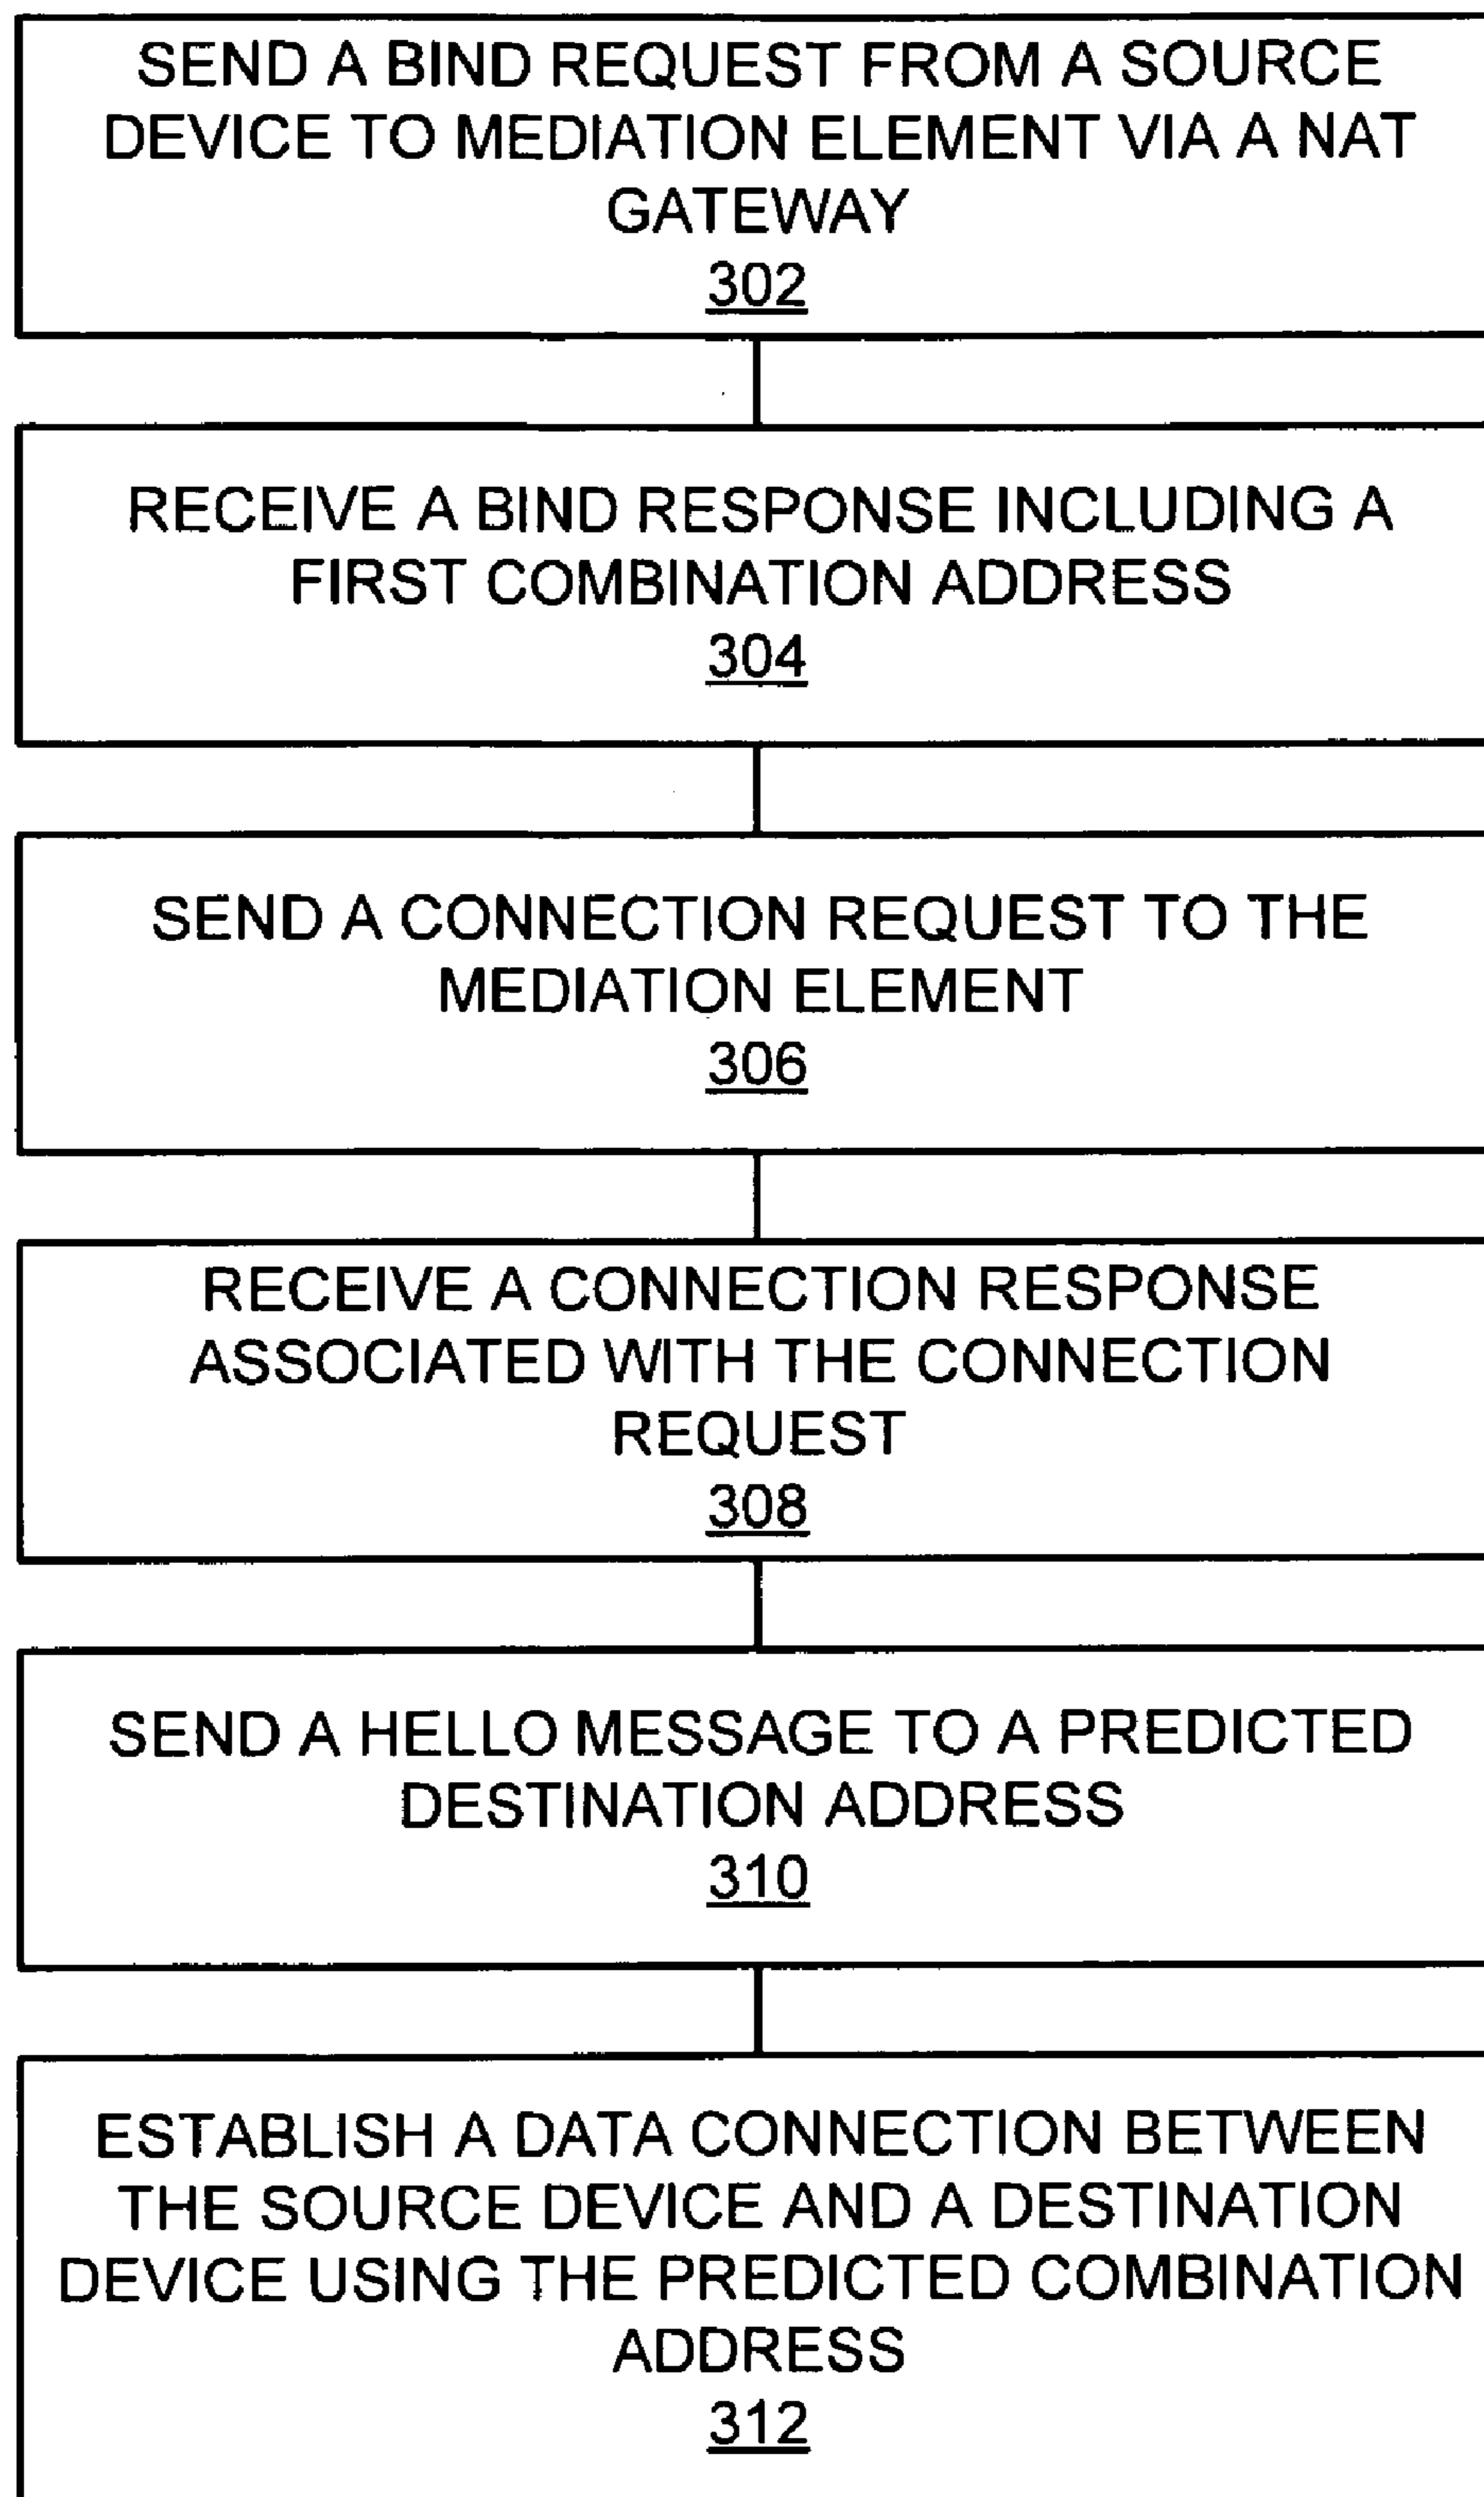 SEND A BIND REQUEST FROM A SOURCE
DEVICE TO MEDIATION ELEMENT VIA A NAT
GATEWAY
302
RECEIVE A BIND RESPONSE INCLUDING A
FIRST COMBINATION ADDRESS
304
SEND A CONNECTION REQUEST TO THE
MEDIATION ELEMENT
306
RECEIVE A CONNECTION RESPONSE
ASSOCIATED WITH THE CONNECTION
REQUEST
308
SEND A HELLO MESSAGE TO A PREDICTED
DESTINATION ADDRESS
310
ESTABLISH A DATA CONNECTION BETWEEN
THE SOURCE DEVICE AND A DESTINATION
DEVICE USING THE PREDICTED COMBINATION
ADDRESS
312